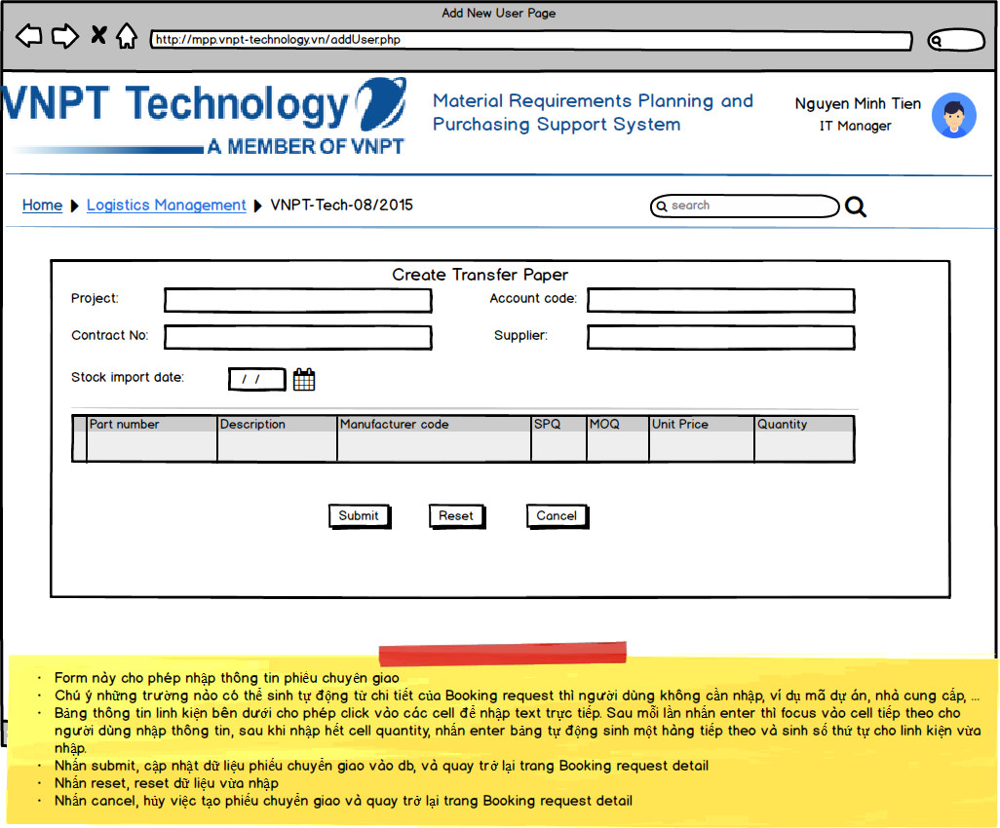 Add New User Page
http://mpp.vnpt-technology.vn/addUser.php
VNPT Technology
A MEMBER OF VNPT
Material Requirements Planning and
Purchasing Support System
Nguyen Minh Tien
IT Manager
Home Logistics Management VNPT-Tech-08/2015
search
Create Transfer Paper
Project: Account code:
Contract No: Supplier:
Stock import date: / /
Part number Description Manufacturer code SPQ MOQ Unit Price Quantity
Submit Reset Cancel
· Form này cho phép nhập thông tin phiếu chuyên giao
· Chú ý những trường nào có thể sinh tự động từ chi tiết của Booking request thì người dùng không cần nhập, ví dụ mã dự án, nhà cung cấp, ...
· Bảng thông tin linh kiện bên dưới cho phép click vào các cell để nhập text trực tiếp. Sau mỗi lần nhấn enter thì focus vào cell tiếp theo cho
người dùng nhập thông tin, sau khi nhập hết cell quantity, nhấn enter bảng tự động sinh một hàng tiếp theo và sinh số thứ tự cho linh kiện vừa
nhập.
· Nhấn submit, cập nhật dữ liệu phiếu chuyển giao vào db, và quay trở lại trang Booking request detail
· Nhấn reset, reset dữ liệu vừa nhập
· Nhấn cancel, hủy việc tạo phiếu chuyển giao và quay trở lại trang Booking request detail